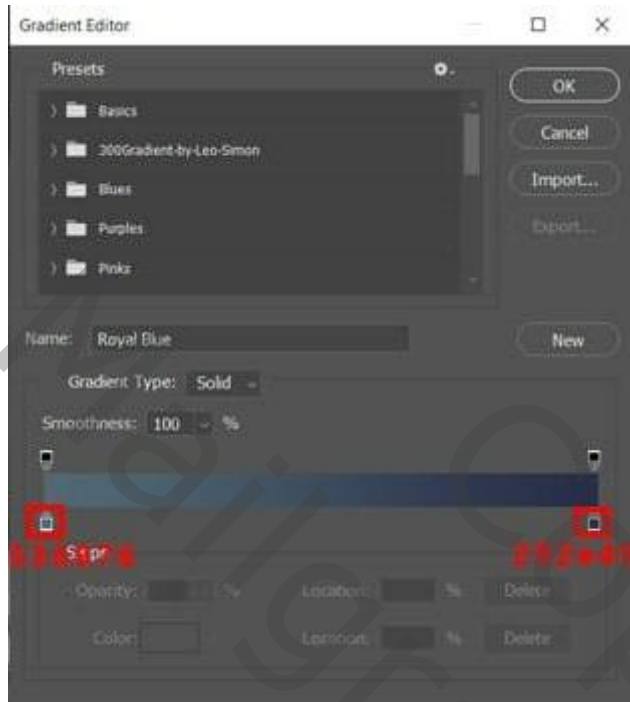 Gradient Editor
Presets
OK
Basics
Cancel
300Gradient-by-Leo-Simon
Import...
Blues
Export...
Purples
Pinks
Name: Royal Blue
New
Gradient Type: Solid
Smoothness: 100 %
Opacity: % Location: % Delete
Color: Location: % Delete